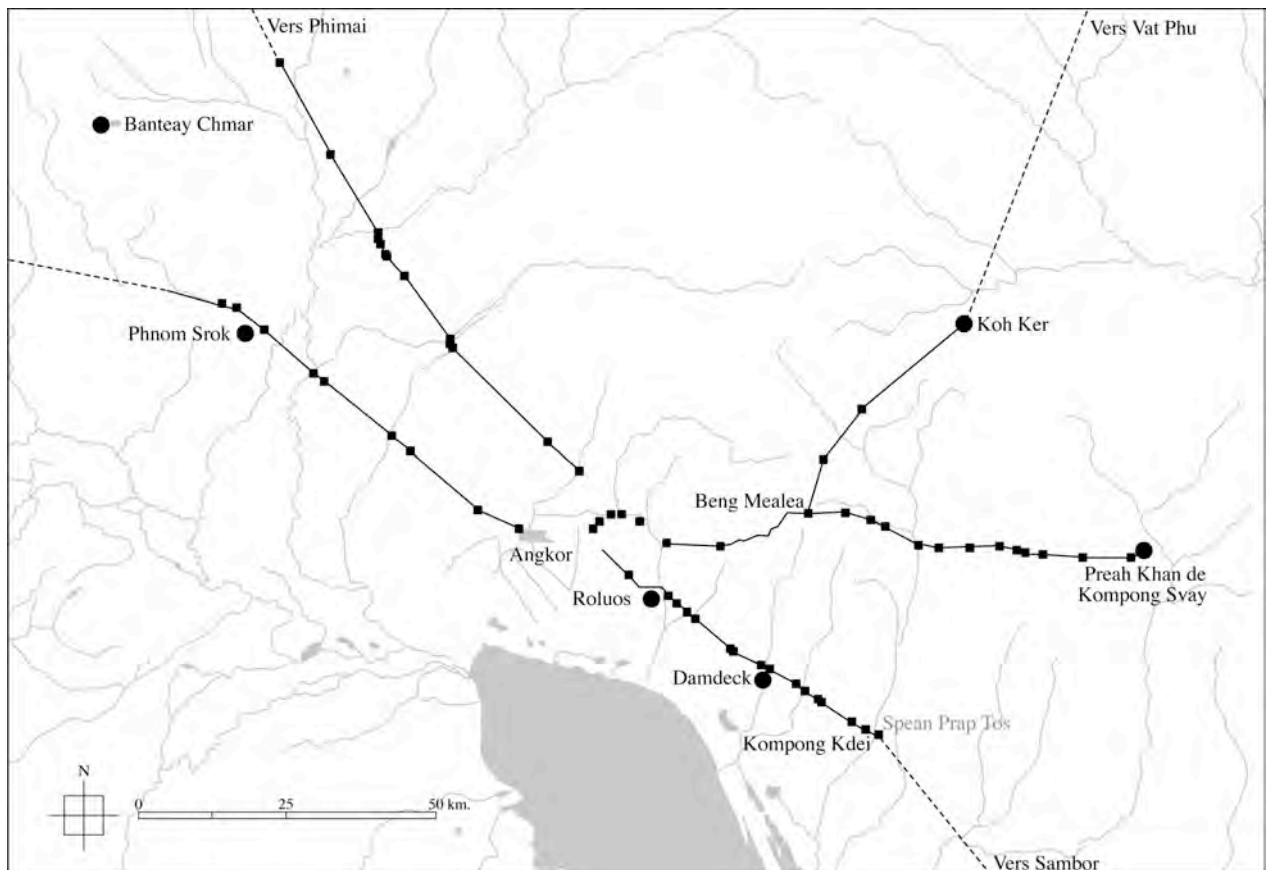 Vers Phimai
Vers Vat Phu
Banteay Chmar
Phnom Srok
Koh Ker
Beng Mealea
Angkor
Preah Khan de
Kompong Svay
Roluos
Damdeck
Spean Prap Tos
Kompong Kdei
N
0 25 50 km.
Vers Sambor